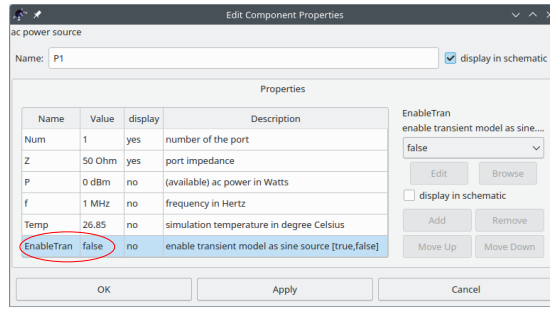 Edit Component Properties
ac power source
Name: P1
display in schematic
Properties
Name Value display Description
Num 1 yes number of the port
Z 50 Ohm yes port impedance
P 0 dBm no (available) ac power in Watts
f 1 MHz no frequency in Hertz
Temp 26.85 no simulation temperature in degree Celsius
EnableTran false no enable transient model as sine source [true,false]
EnableTran
enable transient model as sine....
false
Edit Browse
display in schematic
Add Remove
Move Up Move Down
OK Apply Cancel